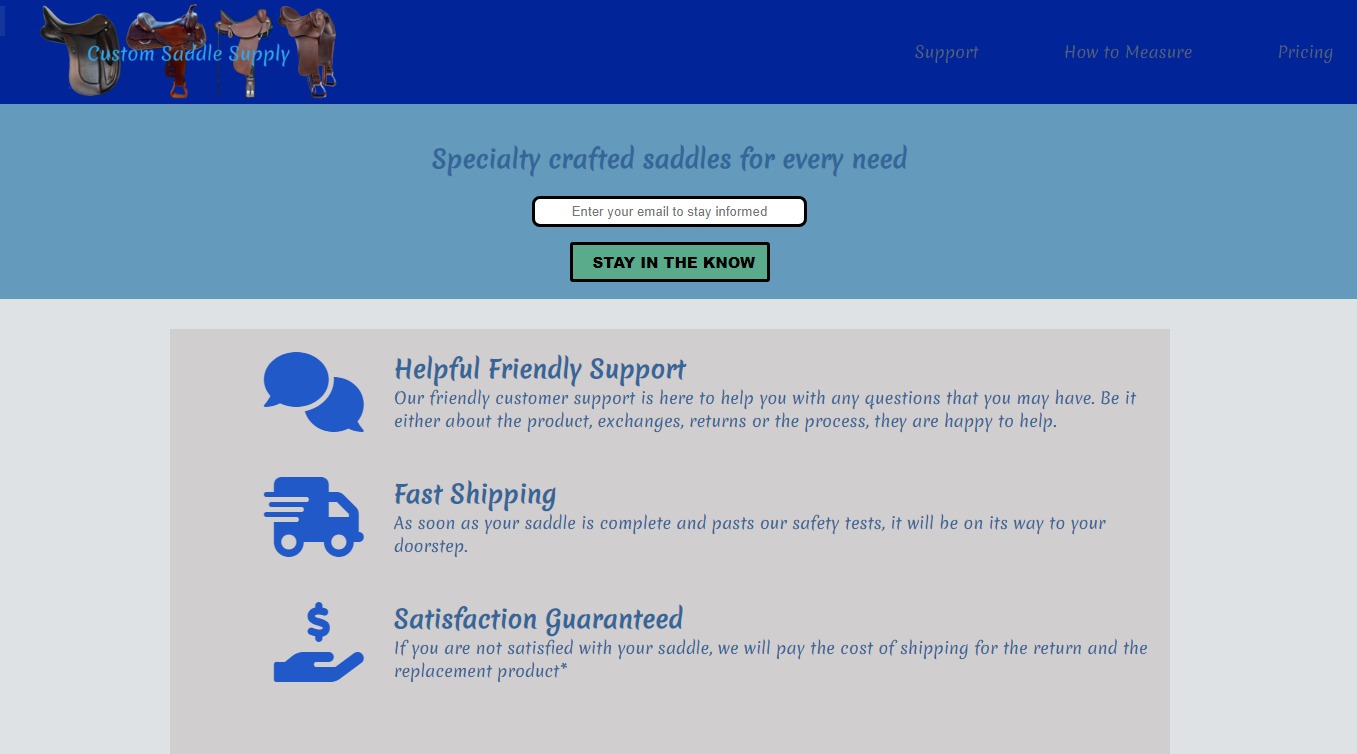 Custom Saddle Supply
Support
How to Measure
Pricing
Specialty crafted saddles for every need
Enter your email to stay informed
STAY IN THE KNOW
Helpful Friendly Support
Our friendly customer support is here to help you with any questions that you may have. Be it
either about the product, exchanges, returns or the process, they are happy to help.
Fast Shipping
As soon as your saddle is complete and pasts our safety tests, it will be on its way to your
doorstep.
Satisfaction Guaranteed
If you are not satisfied with your saddle, we will pay the cost of shipping for the return and the
replacement product*